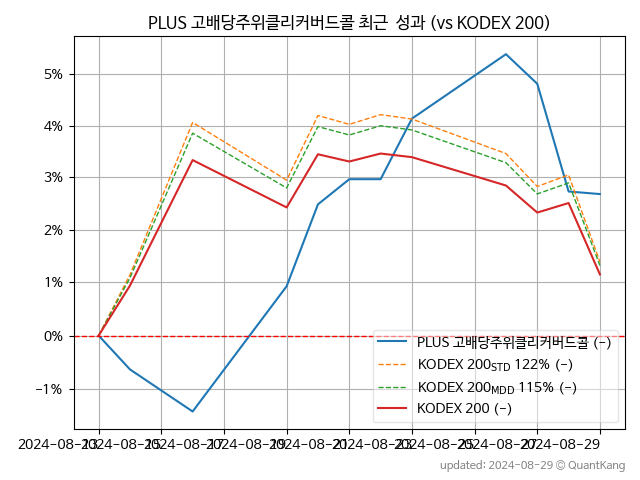 PLUS 고배당주위클리커버드콜 최근  성과 (vs KODEX 200)
5%
4%
3%
2%
1%
0%
−1%
PLUS 고배당주위클리커버드콜 (-)
KODEX 200STD 122% (-)
KODEX 200MDD 115% (-)
KODEX 200 (-)
2024-08-13 2024-08-15 2024-08-17 2024-08-19 2024-08-21 2024-08-23 2024-08-25 2024-08-27 2024-08-29
updated: 2024-08-29 © QuantKang